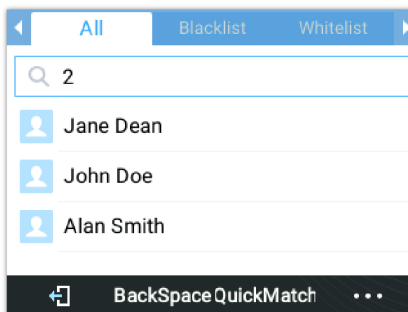 All Blacklist Whitelist
2
Jane Dean
John Doe
Alan Smith
BackSpace QuickMatch